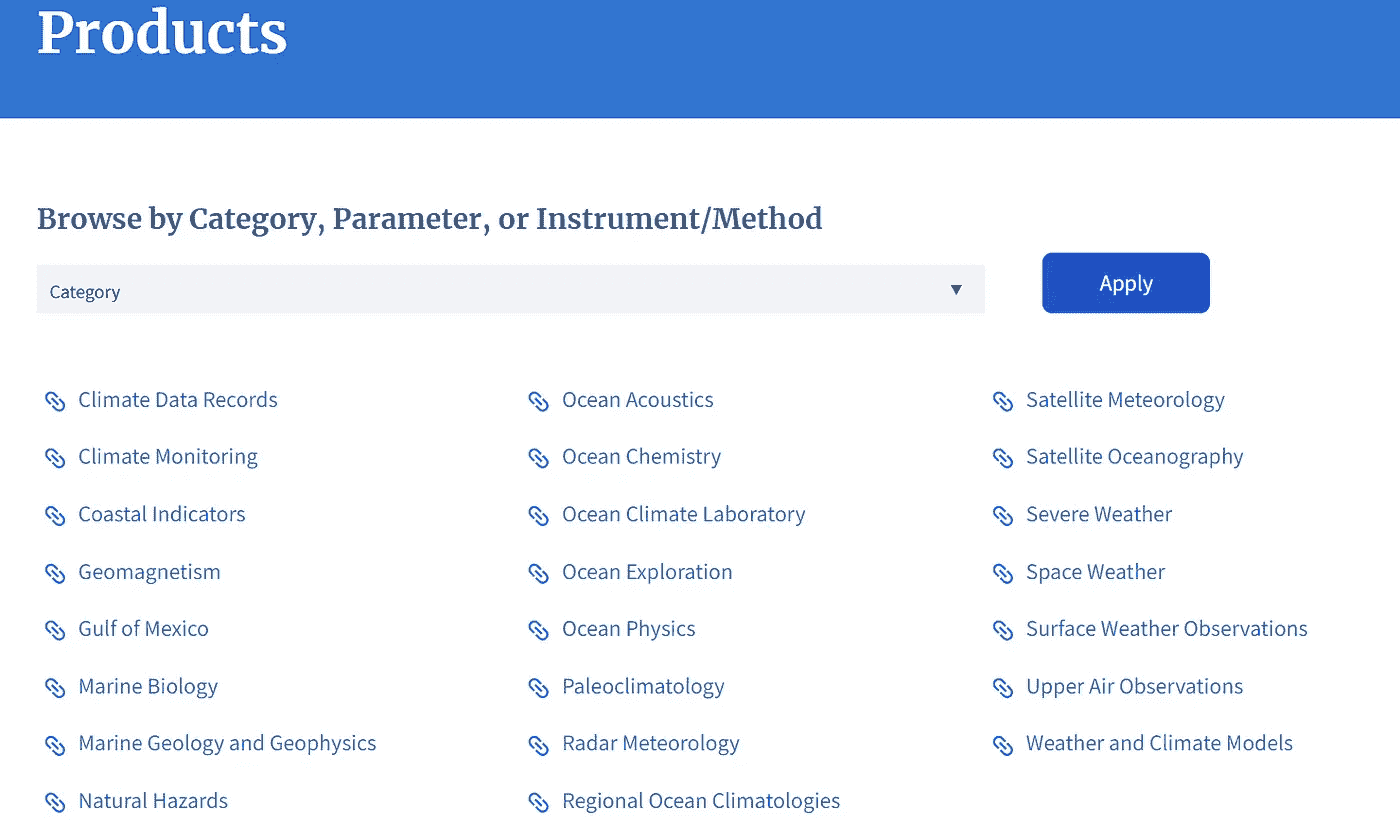 Products
Browse by Category, Parameter, or Instrument/Method
Category
Apply
Climate Data Records
Climate Monitoring
Coastal Indicators
Geomagnetism
Gulf of Mexico
Marine Biology
Marine Geology and Geophysics
Natural Hazards
Ocean Acoustics
Ocean Chemistry
Ocean Climate Laboratory
Ocean Exploration
Ocean Physics
Paleoclimatology
Radar Meteorology
Regional Ocean Climatologies
Satellite Meteorology
Satellite Oceanography
Severe Weather
Space Weather
Surface Weather Observations
Upper Air Observations
Weather and Climate Models